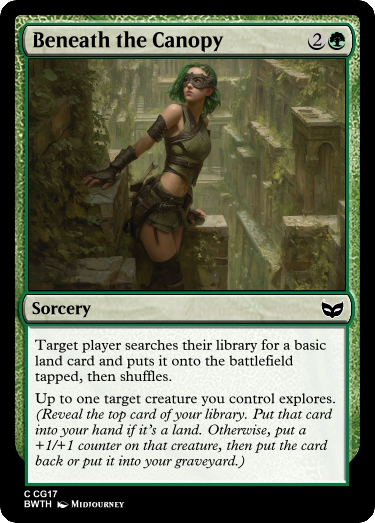 Beneath the Canopy 2
Sorcery
Target player searches their library for a basic
land card and puts it onto the battlefield
tapped, then shuffles.
Up to one target creature you control explores.
(Reveal the top card of your library. Put that card
into your hand if it's a land. Otherwise, put a
+1/+1 counter on that creature, then put the card
back or put it into your graveyard.)
C CG17
BWTH Midjourney